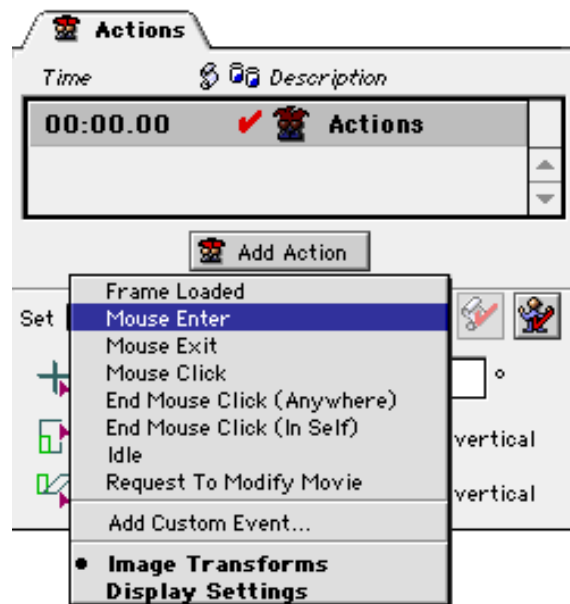 Actions
Time Description
00:00.00 Actions
Add Action
Set
Frame Loaded
Mouse Enter
Mouse Exit
Mouse Click
End Mouse Click (Anywhere)
End Mouse Click (In Self)
Idle
Request To Modify Movie
Add Custom Event...
• Image Transforms
Display Settings
°
vertical
vertical